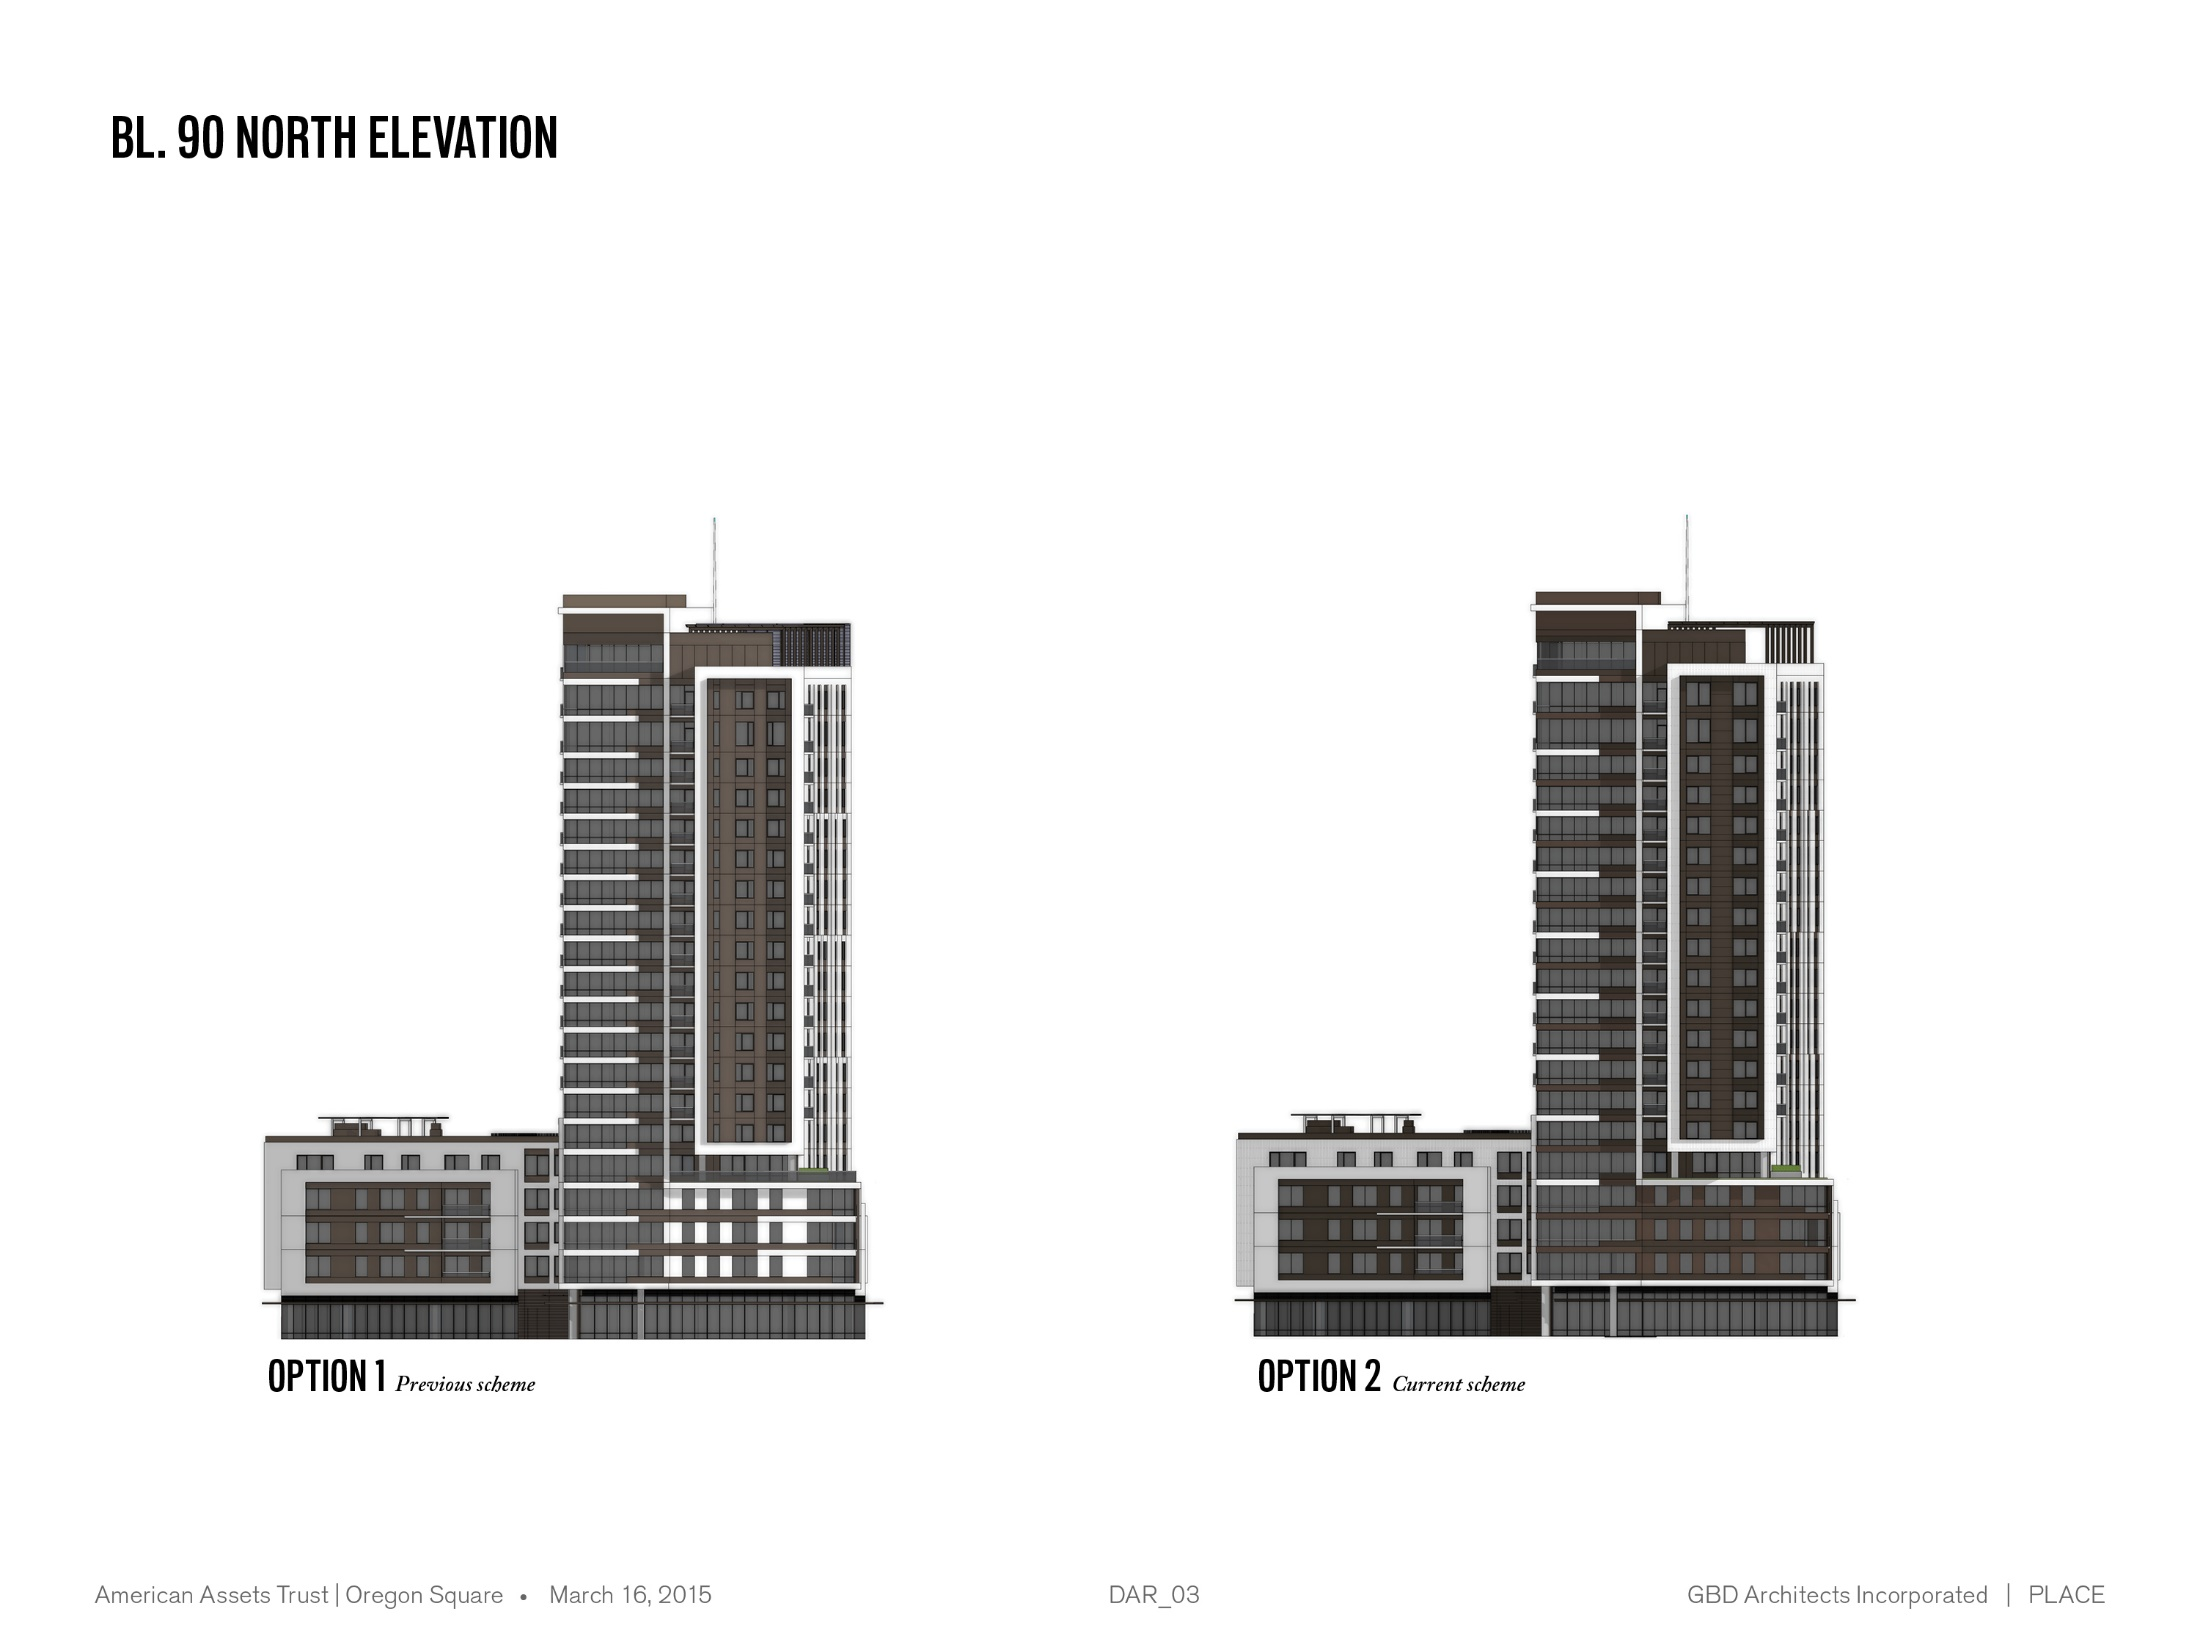 BL. 90 NORTH ELEVATION
OPTION 1 Previous scheme
OPTION 2 Current scheme
American Assets Trust | Oregon Square • March 16, 2015
DAR_03
GBD Architects Incorporated | PLACE